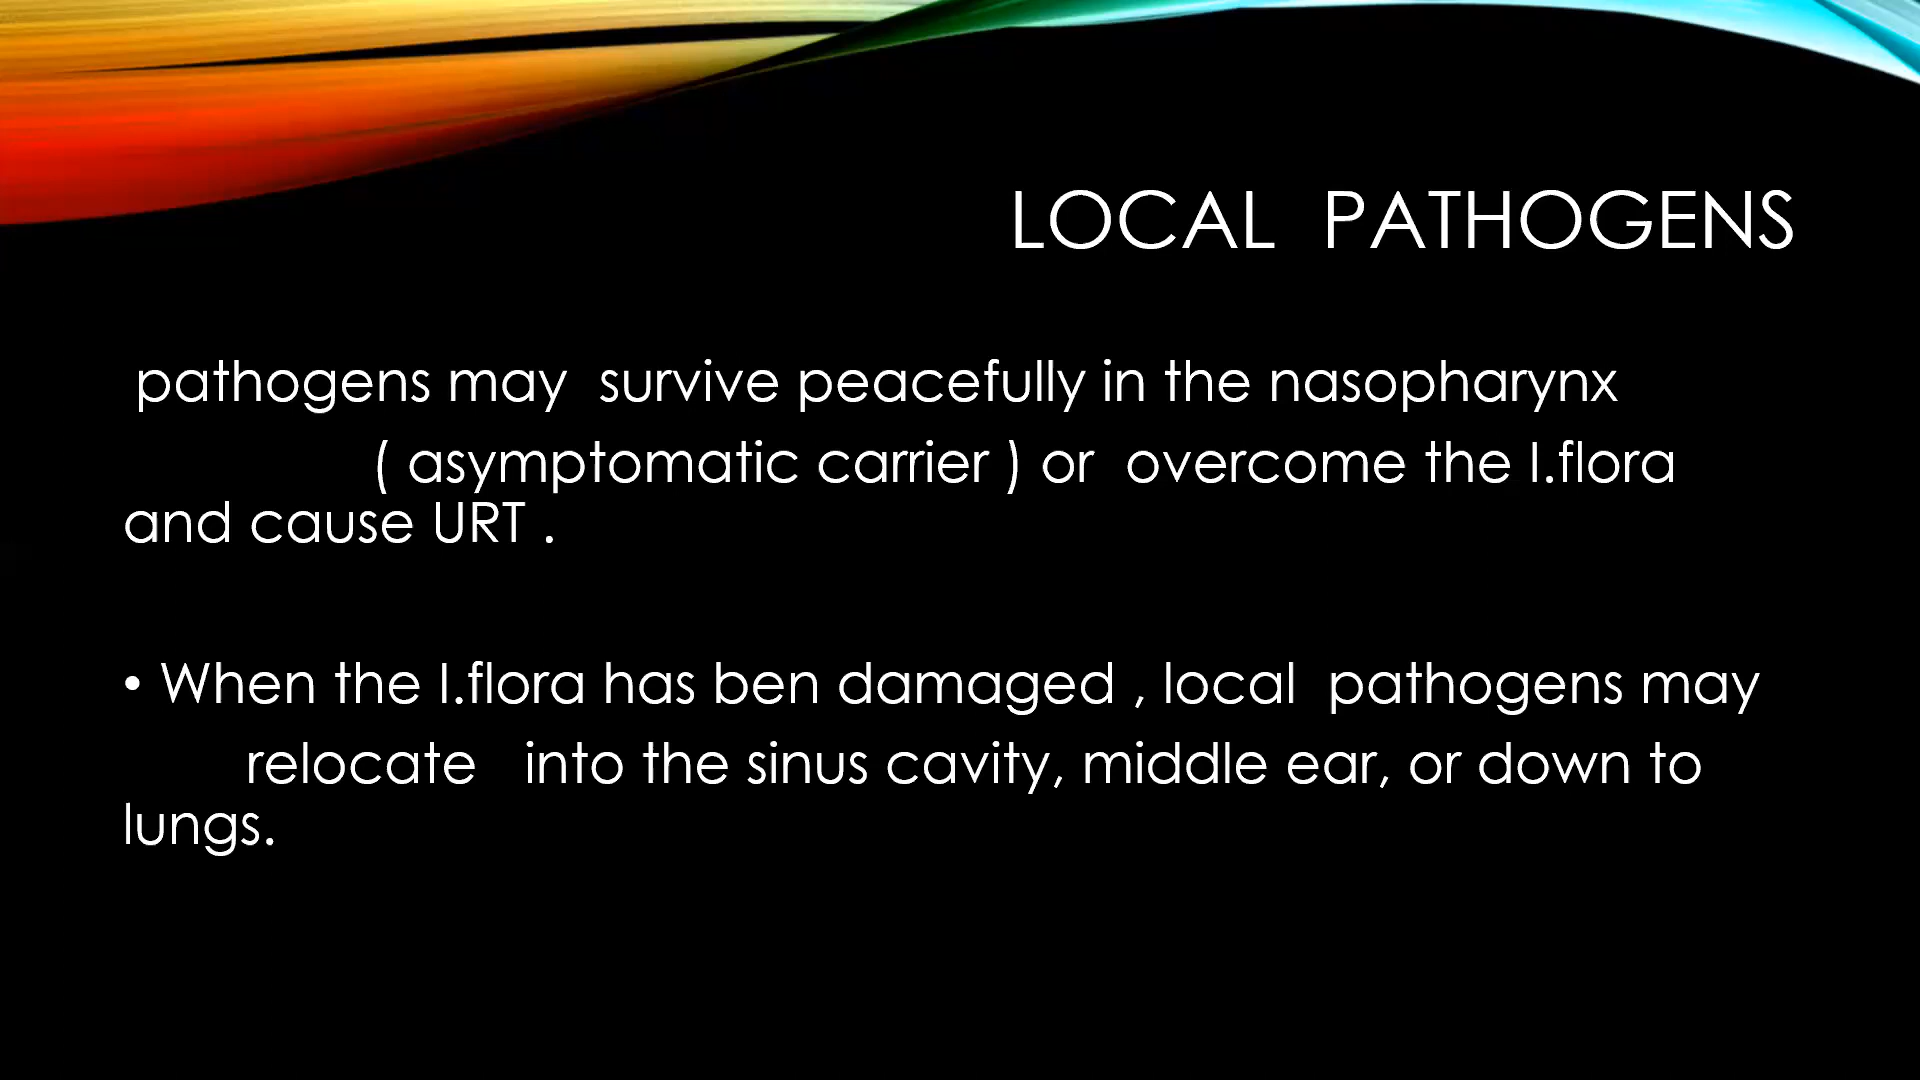 LOCAL PATHOGENS
pathogens may survive peacefully in the nasopharynx
( asymptomatic carrier ) or overcome the l.flora
and cause URT .
• When the l.flora has ben damaged , local pathogens may
relocate into the sinus cavity, middle ear, or down to
lungs.